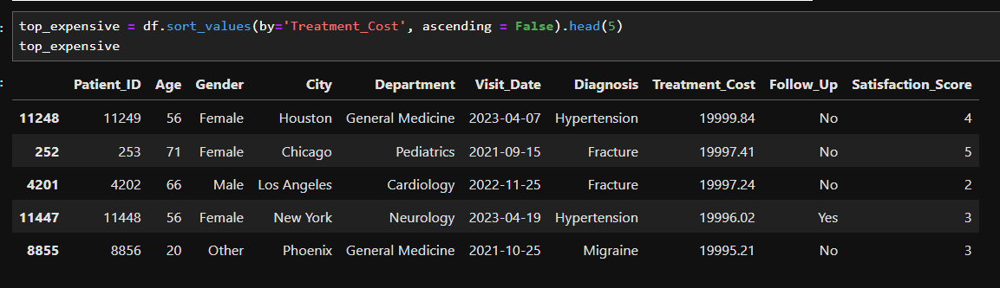 top_expensive = df.sort_values(by='Treatment_Cost', ascending = False).head(5)
top_expensive
Patient_ID Age Gender City Department Visit_Date Diagnosis Treatment_Cost Follow_Up Satisfaction_Score
11248 11249 56 Female Houston General Medicine 2023-04-07 Hypertension 19999.84 No 4
252 253 71 Female Chicago Pediatrics 2021-09-15 Fracture 19997.41 No 5
4201 4202 66 Male Los Angeles Cardiology 2022-11-25 Fracture 19997.24 No 2
11447 11448 56 Female New York Neurology 2023-04-19 Hypertension 19996.02 Yes 3
8855 8856 20 Other Phoenix General Medicine 2021-10-25 Migraine 19995.21 No 3